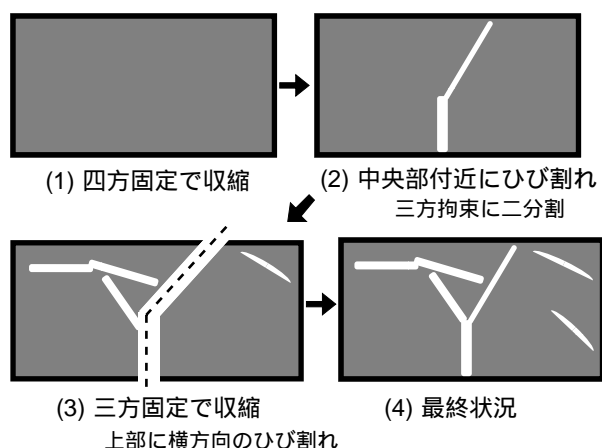 (1) 四方固定で収縮
(2) 中央部付近にひび割れ
三方拘束に二分割
(3) 三方固定で収縮
上部に横方向のひび割れ
(4) 最終状況